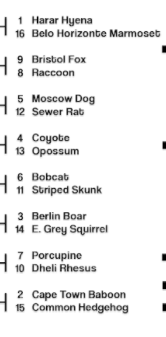 1 Harar Hyena
16 Belo Horizonte Marmoset
9 Bristol Fox
8 Raccoon
5 Moscow Dog
12 Sewer Rat
4 Coyote
13 Opossum
6 Bobcat
11 Striped Skunk
3 Berlin Boar
14 E. Grey Squirrel
7 Porcupine
10 Dheli Rhesus
2 Cape Town Baboon
15 Common Hedgehog